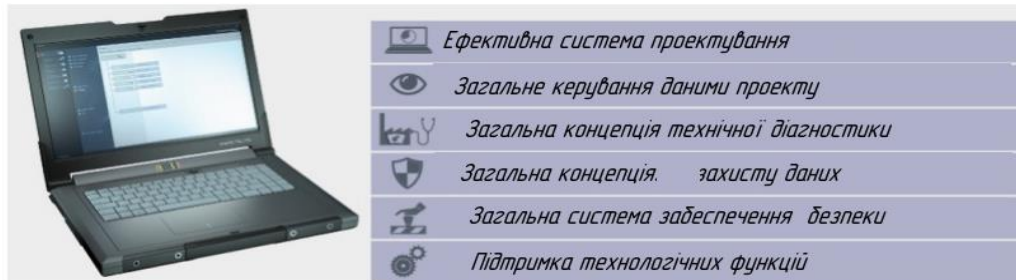 Ефективна система проектування
Загальне керування даними проекту
Загальна концепція технічної діагностики
Загальна концепція. захисту даних
Загальна система забеспечення безпеки
Підтримка технологічних функцій